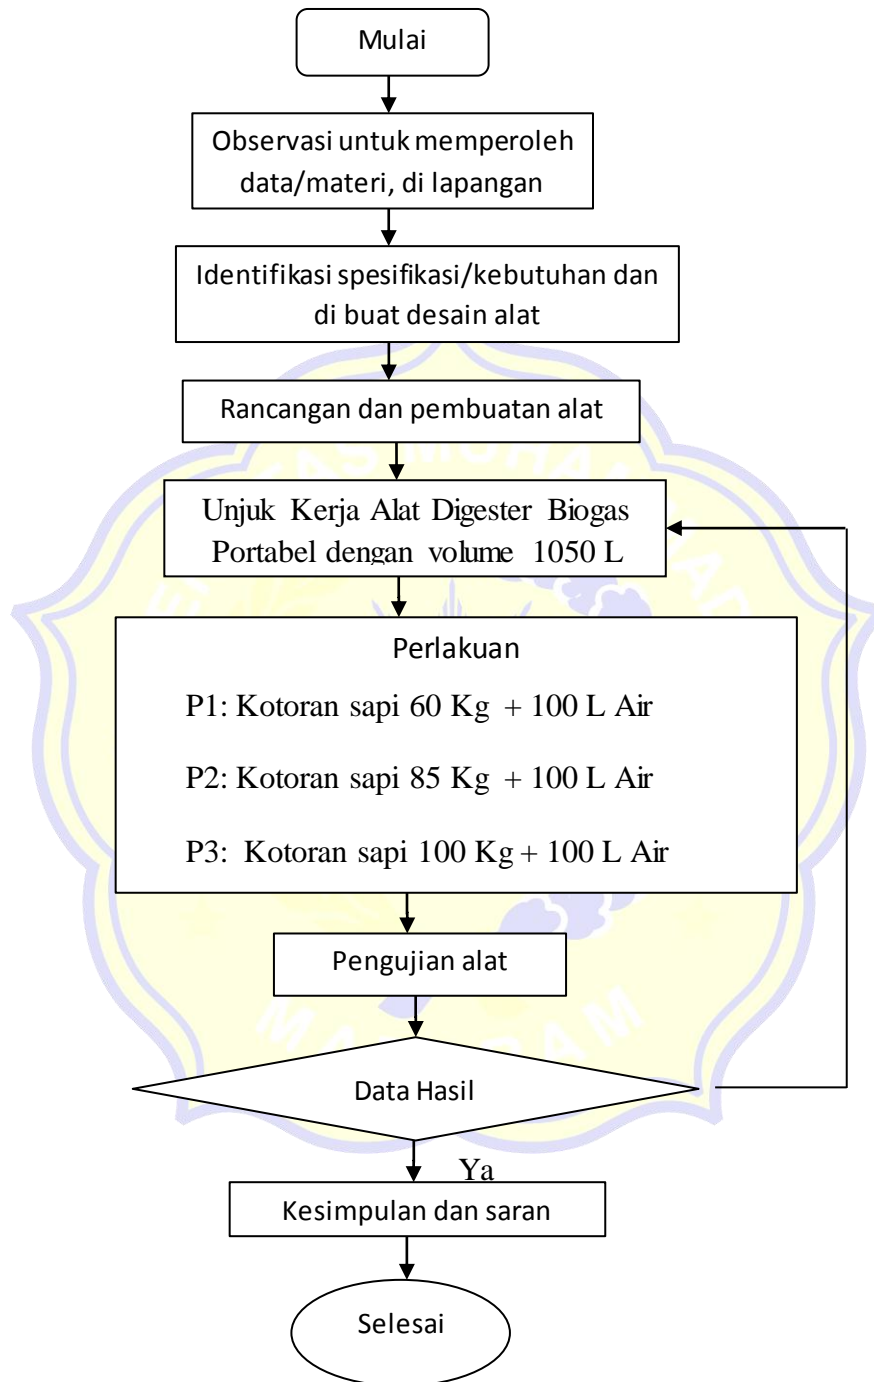 Mulai
Observasi untuk memperoleh
data/materi, di lapangan
Identifikasi spesifikasi/kebutuhan dan
di buat desain alat
Rancangan dan pembuatan alat
Unjuk Kerja Alat Digester Biogas
Portabel dengan volume 1050 L
Perlakuan
P1: Kotoran sapi 60 Kg + 100 L Air
P2: Kotoran sapi 85 Kg + 100 L Air
P3: Kotoran sapi 100 Kg + 100 L Air
Pengujian alat
Data Hasil
Ya
Kesimpulan dan saran
Selesai